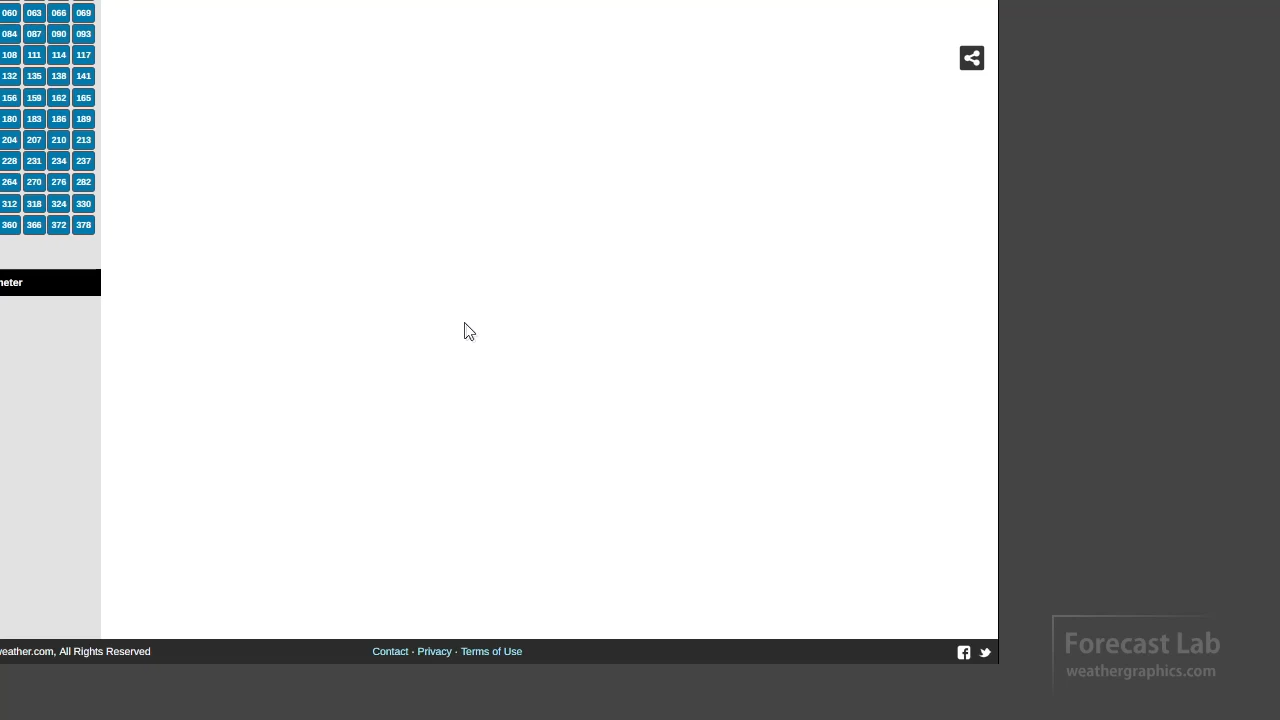 060 063 066 069
084 087 090 093
108 111 114 117
132 135 138 141
156 159 162 165
180 183 186 189
204 207 210 213
228 231 234 237
264 270 276 282
312 318 324 330
360 366 372 378
meter
weather.com, All Rights Reserved
Contact · Privacy · Terms of Use
Forecast Lab
weathergraphics.com